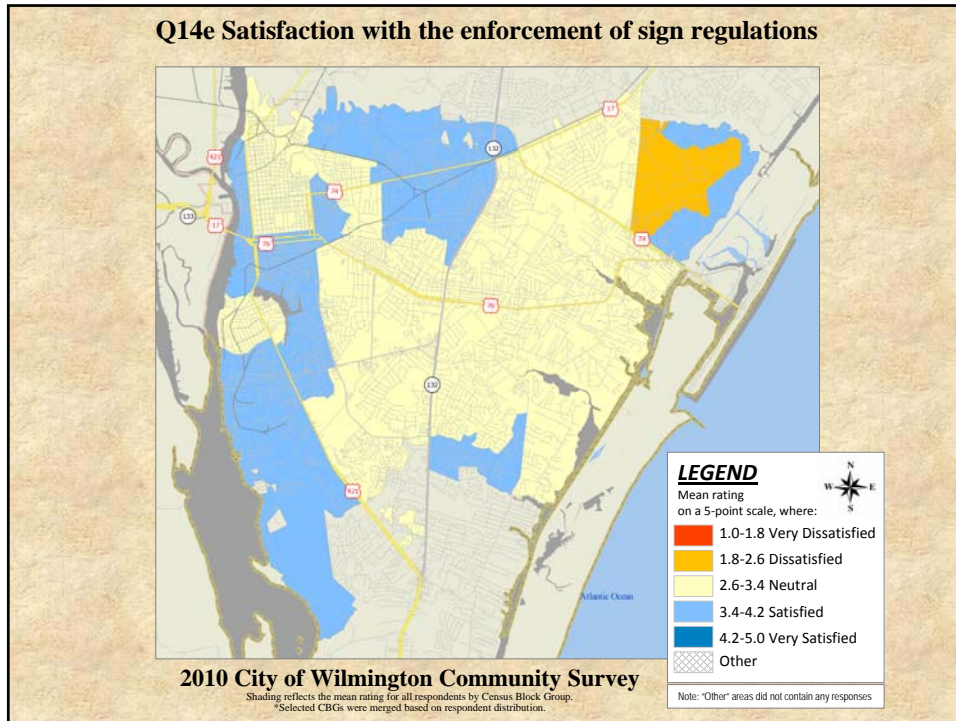 Q14e Satisfaction with the enforcement of sign regulations
17
132
421
74
133
17
76
74
76
132
421
Atlantic Ocean
LEGEND
N
W E
S
Mean rating
on a 5-point scale, where:
1.0-1.8 Very Dissatisfied
1.8-2.6 Dissatisfied
2.6-3.4 Neutral
3.4-4.2 Satisfied
4.2-5.0 Very Satisfied
Other
Note: "Other" areas did not contain any responses
2010 City of Wilmington Community Survey
Shading reflects the mean rating for all respondents by Census Block Group.
*Selected CBGs were merged based on respondent distribution.